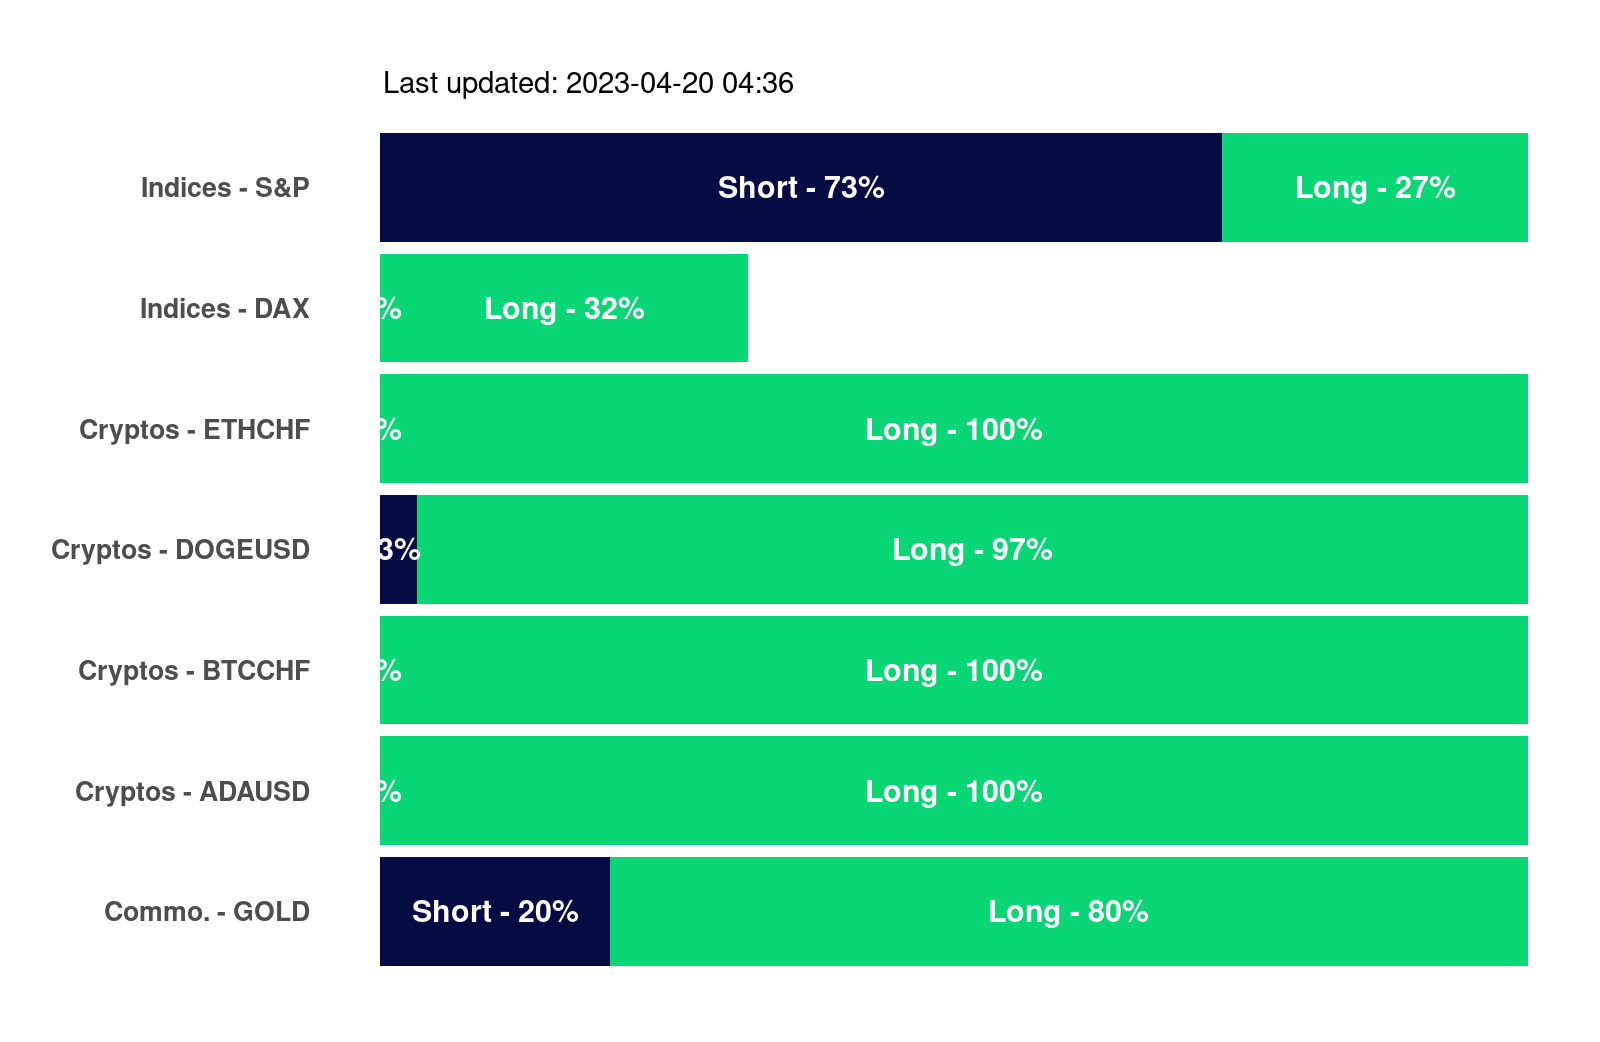 Last updated: 2023-04-20 04:36
Indices - S&P Short - 73% Long - 27%
Indices - DAX % Long - 32%
Cryptos - ETHCHF % Long - 100%
Cryptos - DOGEUSD 3% Long - 97%
Cryptos - BTCCHF % Long - 100%
Cryptos - ADAUSD % Long - 100%
Commo. - GOLD Short - 20% Long - 80%